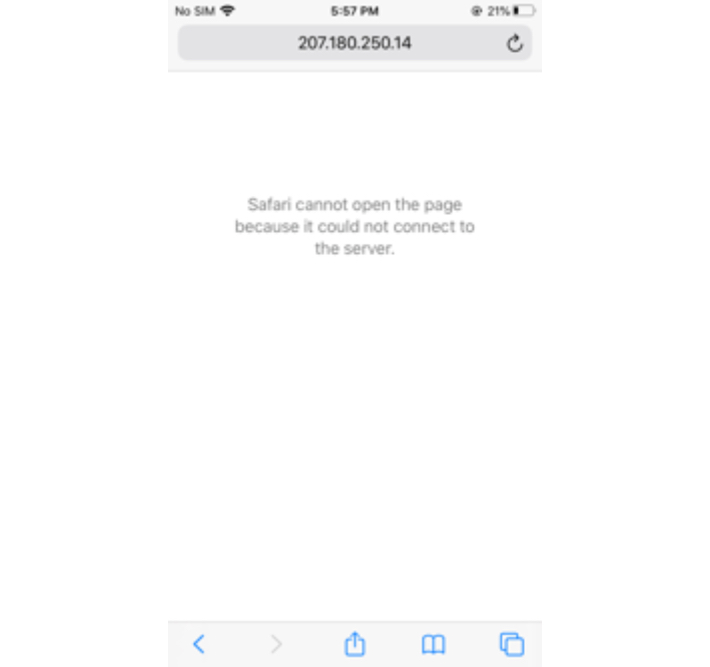 No SIM 5:57 PM 21%
207.180.250.14
Safari cannot open the page
because it could not connect to
the server.